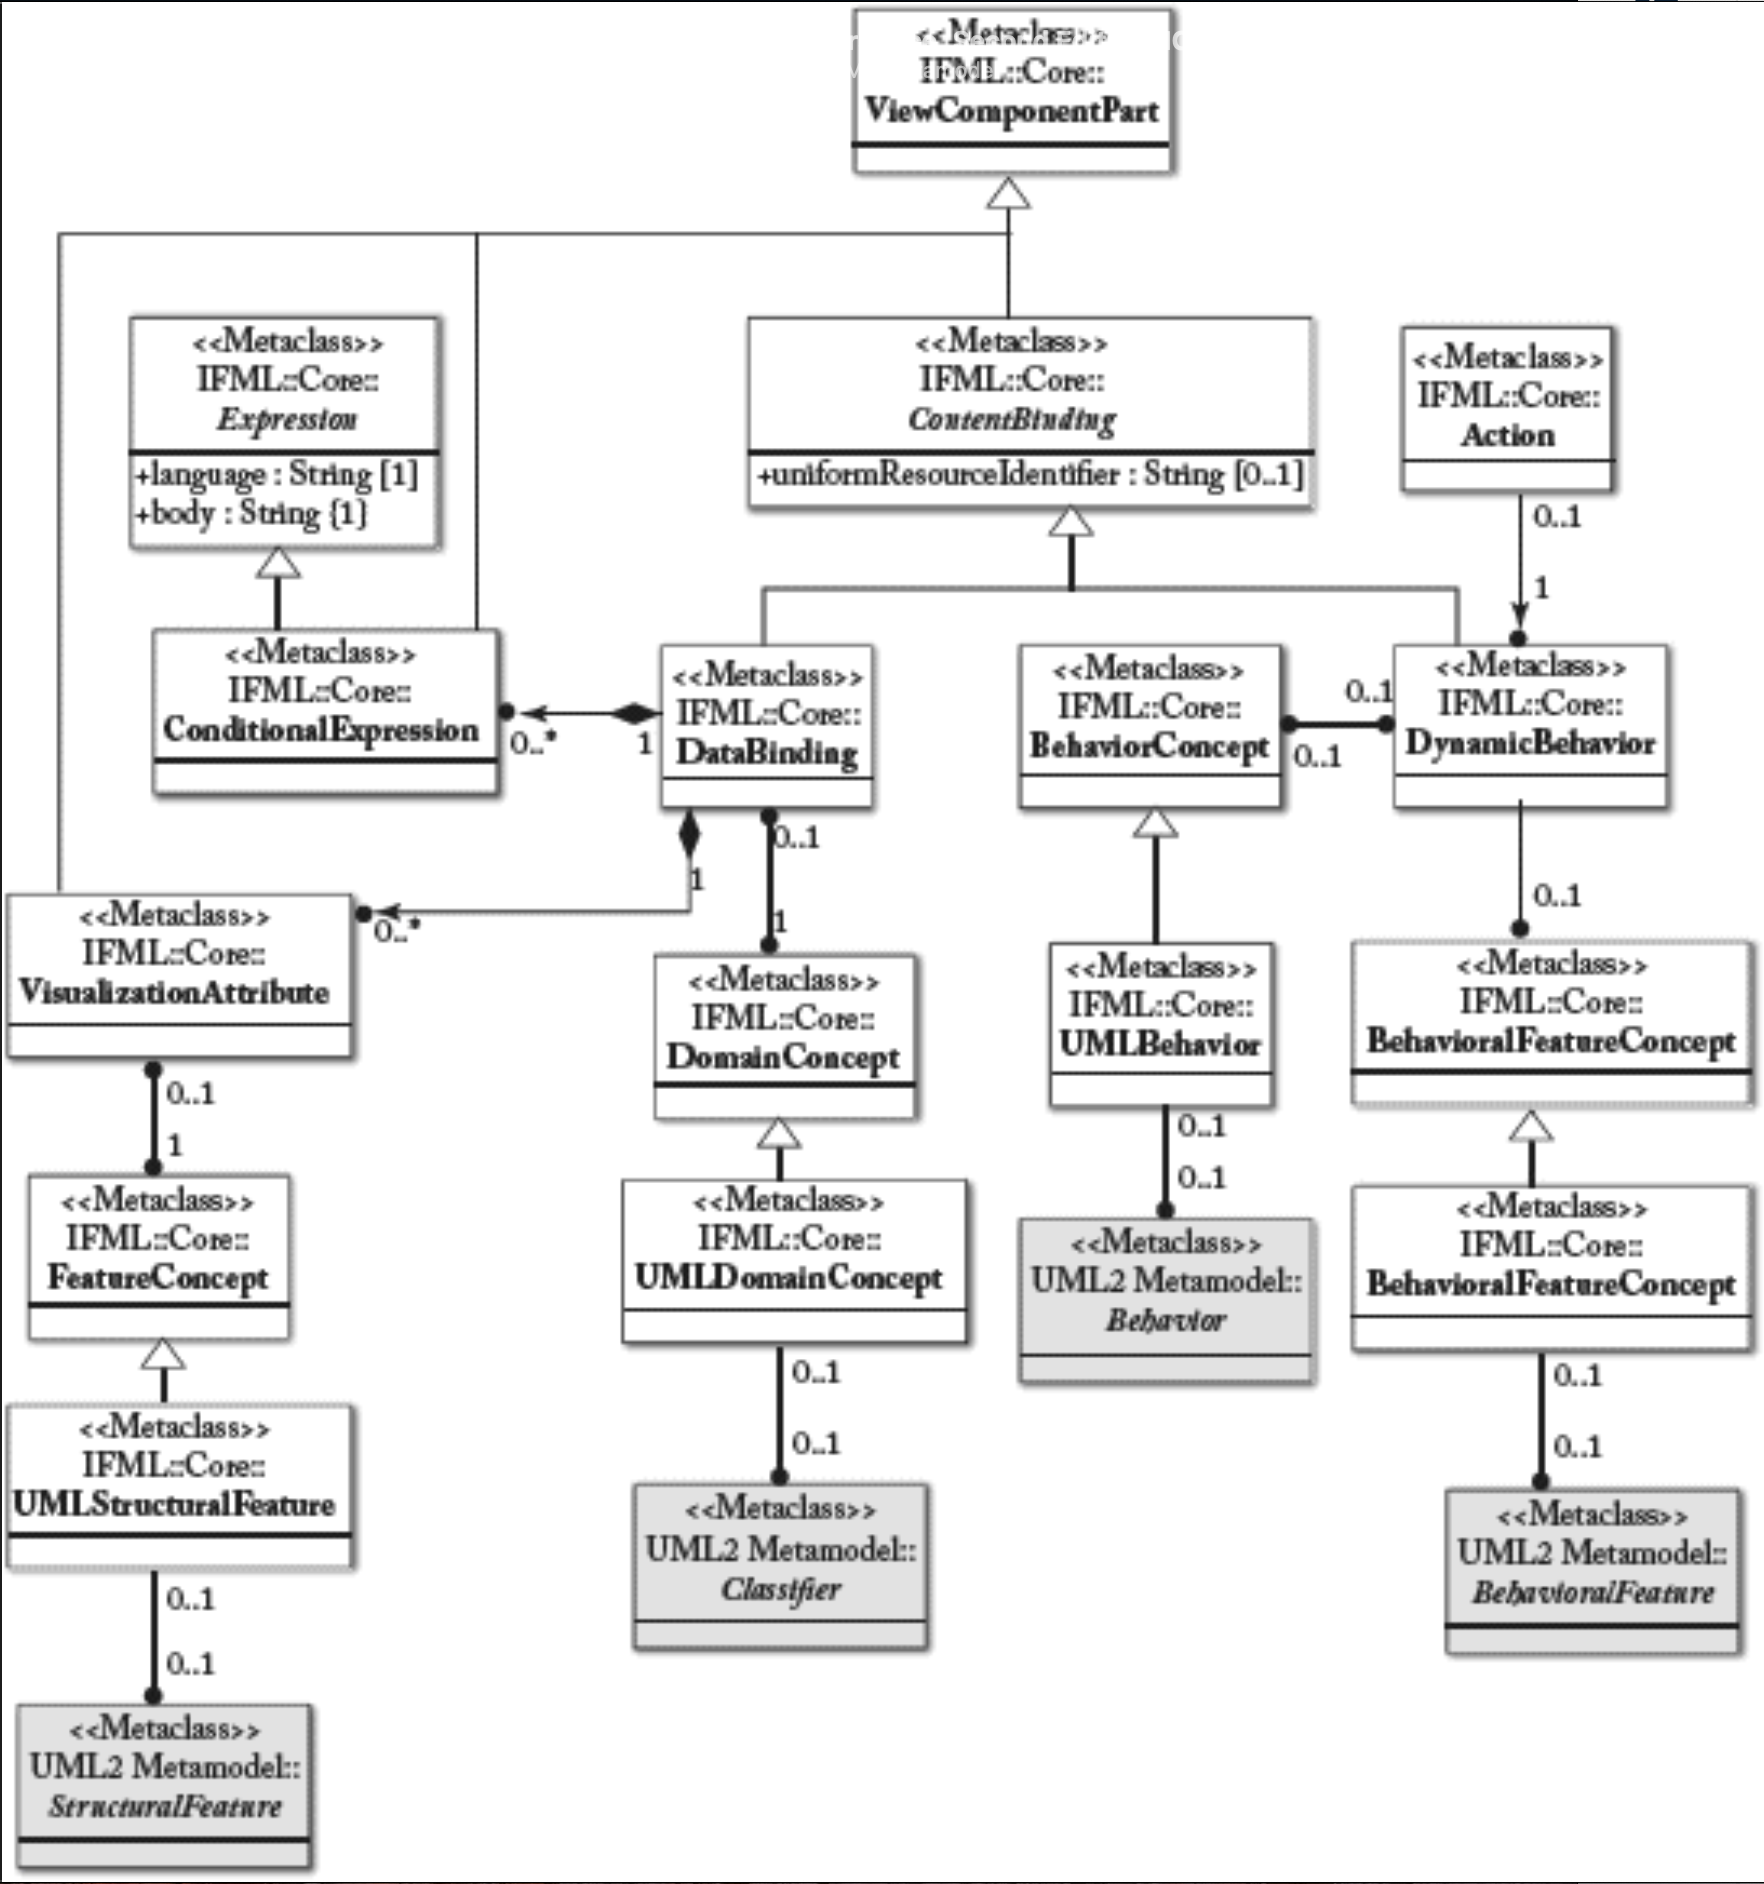 <<Metaclass>>
IFML::Core::
ViewComponentPart
<<Metaclass>>
IFML::Core::
Expression
+language : String [1]
+body : String {1}
<<Metaclass>>
IFML::Core::
ContentBinding
+uniformResourceIdentifier : String [0..1]
<<Metaclass>>
IFML::Core::
Action
0..1
1
<<Metaclass>>
IFML::Core::
ConditionalExpression
0..*
1
<<Metaclass>>
IFML::Core::
DataBinding
<<Metaclass>>
IFML::Core::
BehaviorConcept
0..1
0..1
<<Metaclass>>
IFML::Core::
DynamicBehavior
0..1
1
1
0..*
0..1
<<Metaclass>>
IFML::Core::
VisualizationAttribute
<<Metaclass>>
IFML::Core::
DomainConcept
<<Metaclass>>
IFML::Core::
UMLBehavior
<<Metaclass>>
IFML::Core::
BehavioralFeatureConcept
0..1
1
0..1
0..1
<<Metaclass>>
IFML::Core::
FeatureConcept
<<Metaclass>>
IFML::Core::
UMLDomainConcept
<<Metaclass>>
UML2 Metamodel::
Behavior
<<Metaclass>>
IFML::Core::
BehavioralFeatureConcept
0..1
0..1
0..1
0..1
<<Metaclass>>
IFML::Core::
UMLStructuralFeature
<<Metaclass>>
UML2 Metamodel::
Classifier
<<Metaclass>>
UML2 Metamodel::
BehavioralFeature
0..1
0..1
<<Metaclass>>
UML2 Metamodel::
StructuralFeature